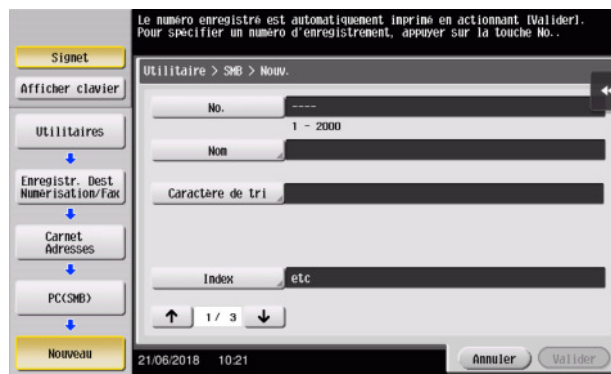 Le numéro enregistré est automatiquement imprimé en actionnant [Valider].
Pour spécifier un numéro d'enregistrement, appuyer sur la touche No..
Signet
Afficher clavier
Utilitaires
Enregistr. Dest
Numérisation/Fax
Carnet
Adresses
PC(SMB)
Nouveau
Utilitaire > SMB > Nouv.
No. ----
1 - 2000
Nom
Caractère de tri
Index etc
1/ 3
21/06/2018 10:21
Annuler Valider